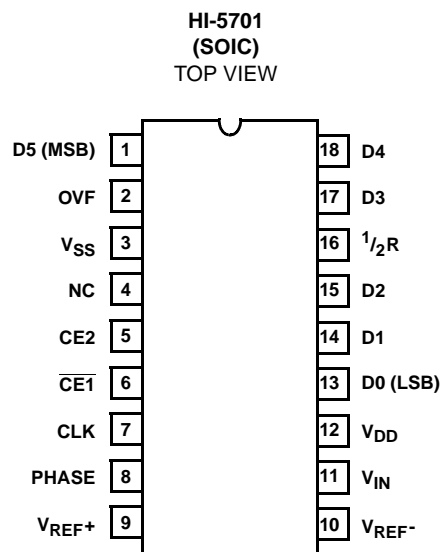 HI-5701
(SOIC)
TOP VIEW
D5 (MSB) 1 18 D4
OVF 2 17 D3
VSS 3 16 1/2R
NC 4 15 D2
CE2 5 14 D1
C̅E̅1̅ 6 13 D0 (LSB)
CLK 7 12 VDD
PHASE 8 11 VIN
VREF+ 9 10 VREF-